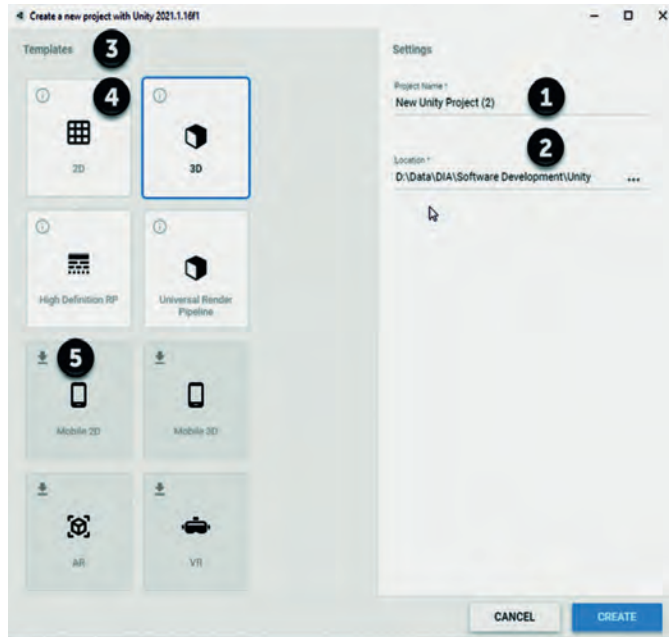 Create a new project with Unity 2021.1.16f1
Templates 3
Settings
4
Project Name *
New Unity Project (2) 1
2D
3D
Location * 2
D:\Data\DIA\Software Development\Unity ...
High Definition RP
Universal Render
Pipeline
5
Mobile 2D
Mobile 3D
AR
VR
CANCEL
CREATE